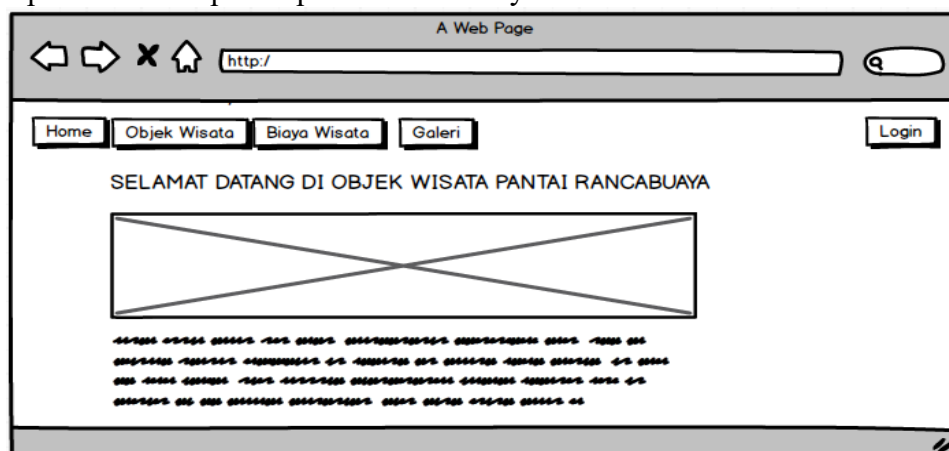 A Web Page
http:/
Home Objek Wisata Biaya Wisata Galeri Login
SELAMAT DATANG DI OBJEK WISATA PANTAI RANCABUAYA